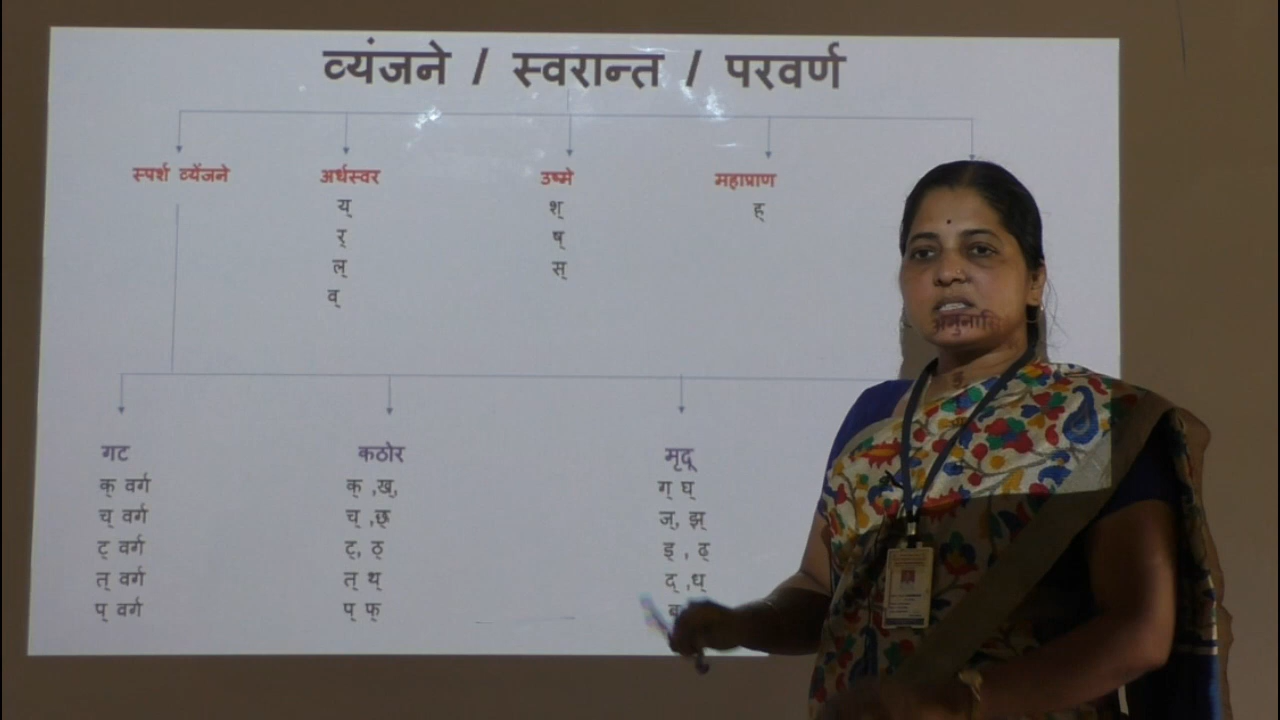 व्यंजने / स्वरान्त / परवर्ण
स्पर्श व्येंजने अर्धस्वर उष्मे महाप्राण
य् श् ह्
र् ष्
ल् स्
व्
गट कठोर मृदू
क् वर्ग क् ,ख्, ग् घ्
च् वर्ग च् ,छ् ज्, झ्
ट् वर्ग ट्, ठ् इ , ढ्
त् वर्ग त् थ् द् ,ध्
प् वर्ग प् फ्